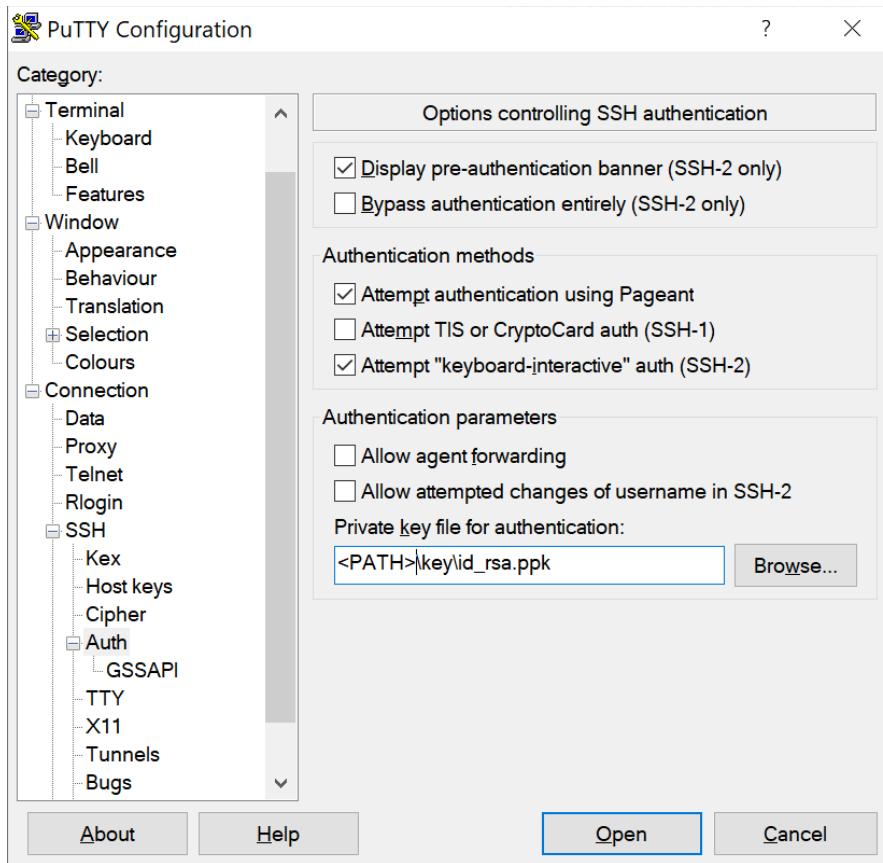 PuTTY Configuration
?
Category:
Terminal
Keyboard
Bell
Features
Window
Appearance
Behaviour
Translation
Selection
Colours
Connection
Data
Proxy
Telnet
Rlogin
SSH
Kex
Host keys
Cipher
Auth
GSSAPI
TTY
X11
Tunnels
Bugs
Options controlling SSH authentication
Display pre-authentication banner (SSH-2 only)
Bypass authentication entirely (SSH-2 only)
Authentication methods
Attempt authentication using Pageant
Attempt TIS or CryptoCard auth (SSH-1)
Attempt "keyboard-interactive" auth (SSH-2)
Authentication parameters
Allow agent forwarding
Allow attempted changes of username in SSH-2
Private key file for authentication:
<PATH>\key\id_rsa.ppk
Browse...
About
Help
Open
Cancel